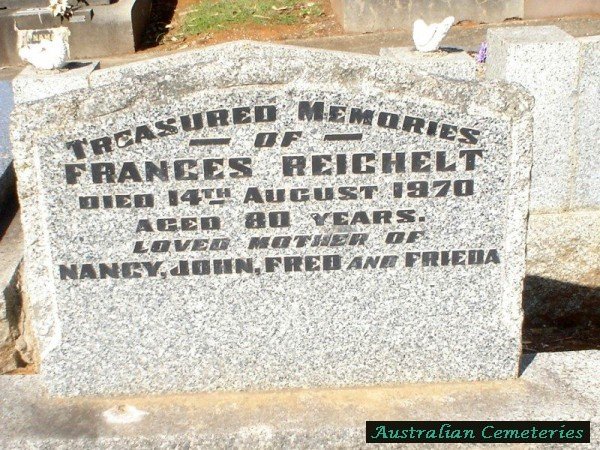 TREASURED MEMORIES
— OF —
FRANCES REICHELT
DIED 14TH AUGUST 1970
AGED 80 YEARS.
LOVED MOTHER OF
NANCY, JOHN, FRED AND FRIEDA
Australian Cemeteries